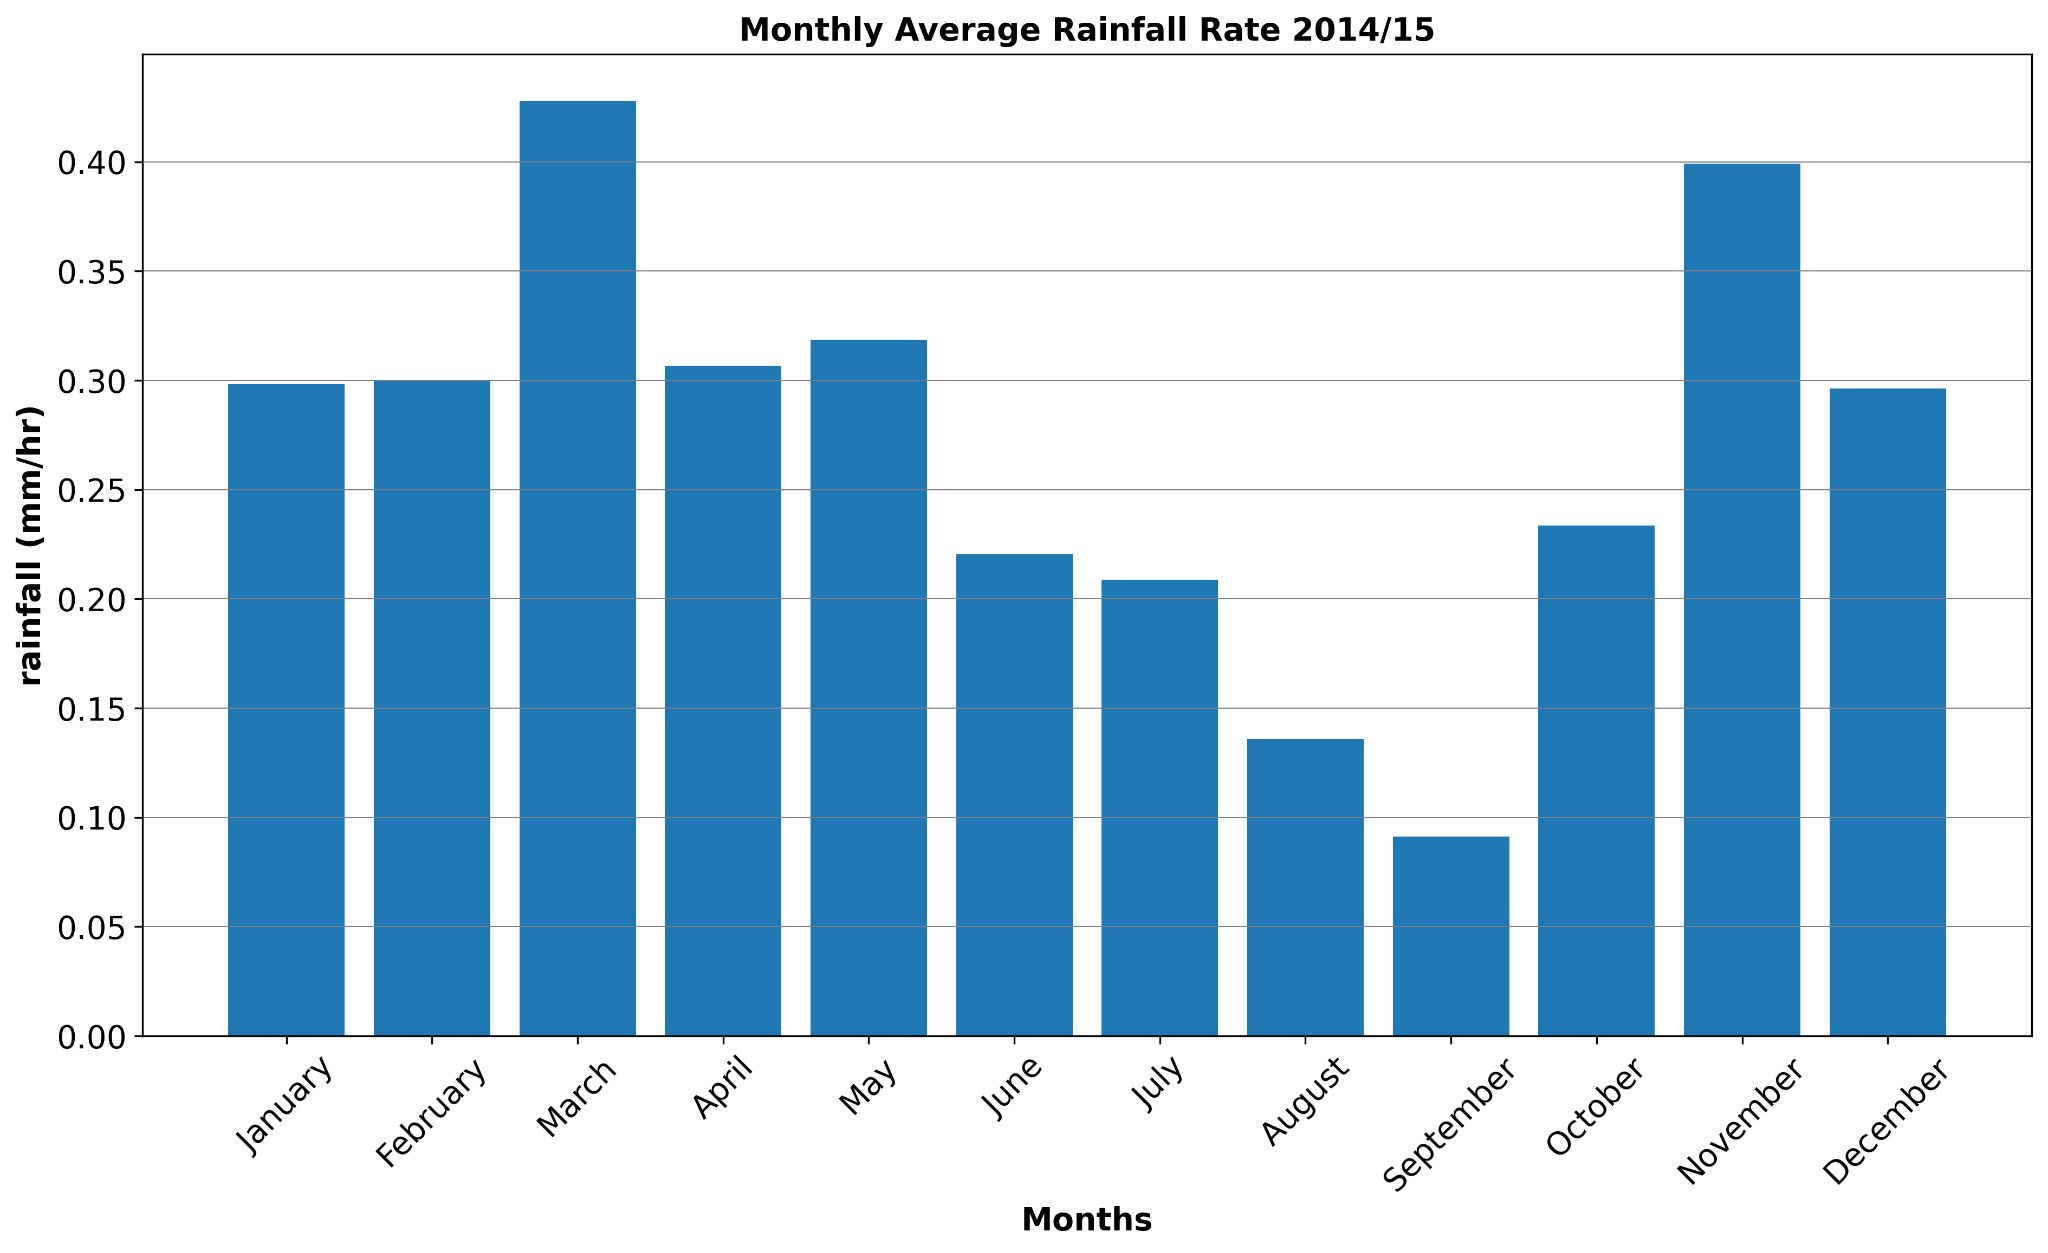 Monthly Average Rainfall Rate 2014/15
rainfall (mm/hr)
0.40
0.35
0.30
0.25
0.20
0.15
0.10
0.05
0.00
January
February
March
April
May
June
July
August
September
October
November
December
Months